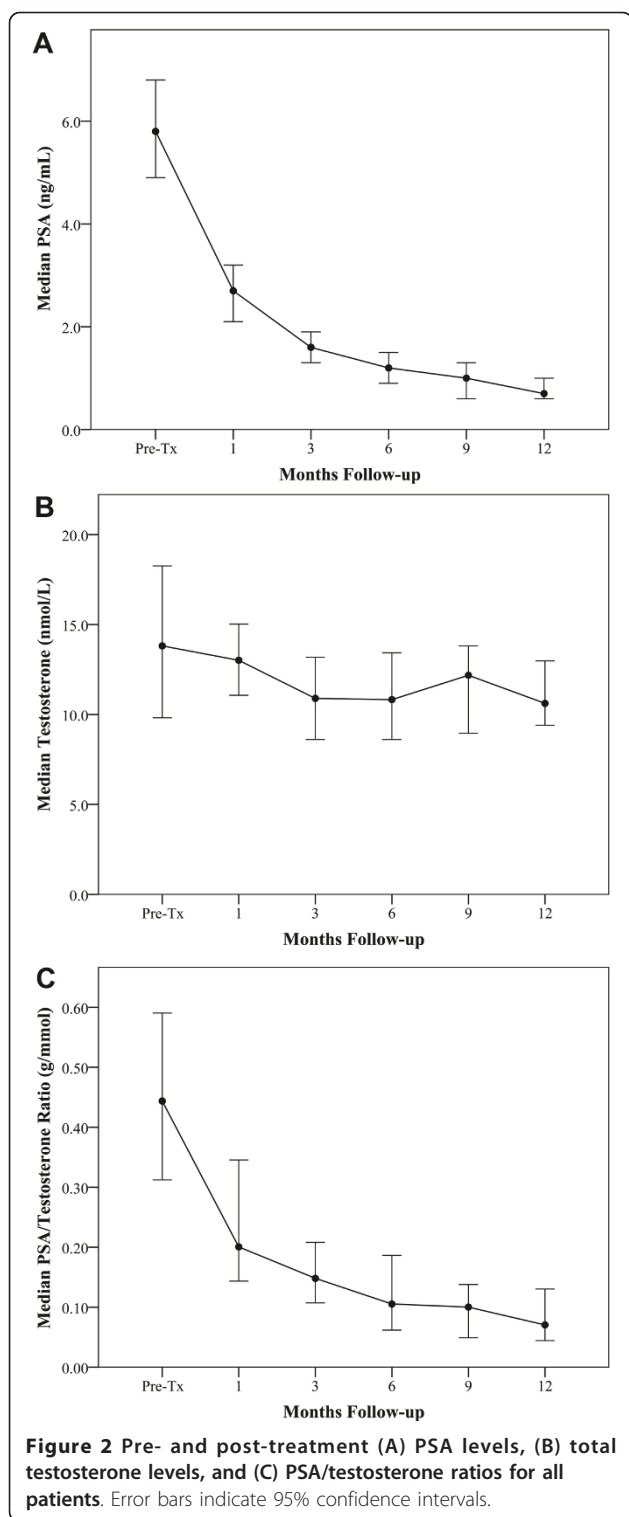 A
Median PSA (ng/mL)
6.0
4.0
2.0
0.0
Pre-Tx 1 3 6 9 12
Months Follow-up
B
Median Testosterone (nmol/L)
20.0
15.0
10.0
5.0
0.0
Pre-Tx 1 3 6 9 12
Months Follow-up
C
Median PSA/Testosterone Ratio (g/mmol)
0.60
0.50
0.40
0.30
0.20
0.10
0.00
Pre-Tx 1 3 6 9 12
Months Follow-up
Figure 2 Pre- and post-treatment (A) PSA levels, (B) total
testosterone levels, and (C) PSA/testosterone ratios for all
patients. Error bars indicate 95% confidence intervals.